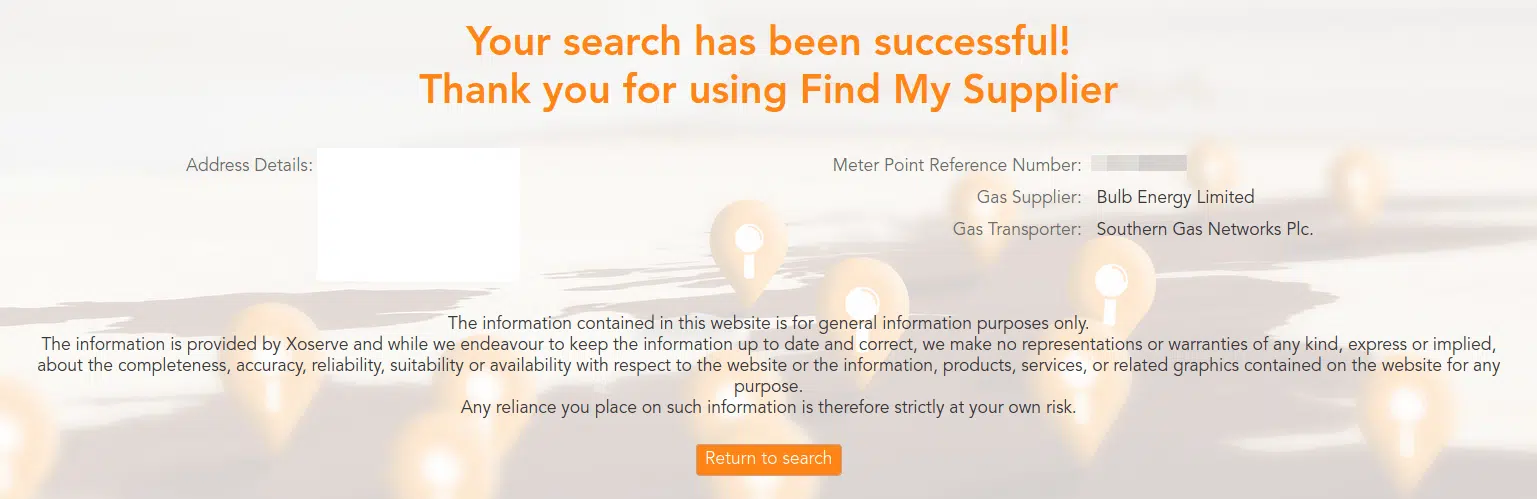 Your search has been successful!
Thank you for using Find My Supplier
Address Details:
Meter Point Reference Number:
Gas Supplier: Bulb Energy Limited
Gas Transporter: Southern Gas Networks Plc.
The information contained in this website is for general information purposes only.
The information is provided by Xoserve and while we endeavour to keep the information up to date and correct, we make no representations or warranties of any kind, express or implied,
about the completeness, accuracy, reliability, suitability or availability with respect to the website or the information, products, services, or related graphics contained on the website for any
purpose.
Any reliance you place on such information is therefore strictly at your own risk.
Return to search